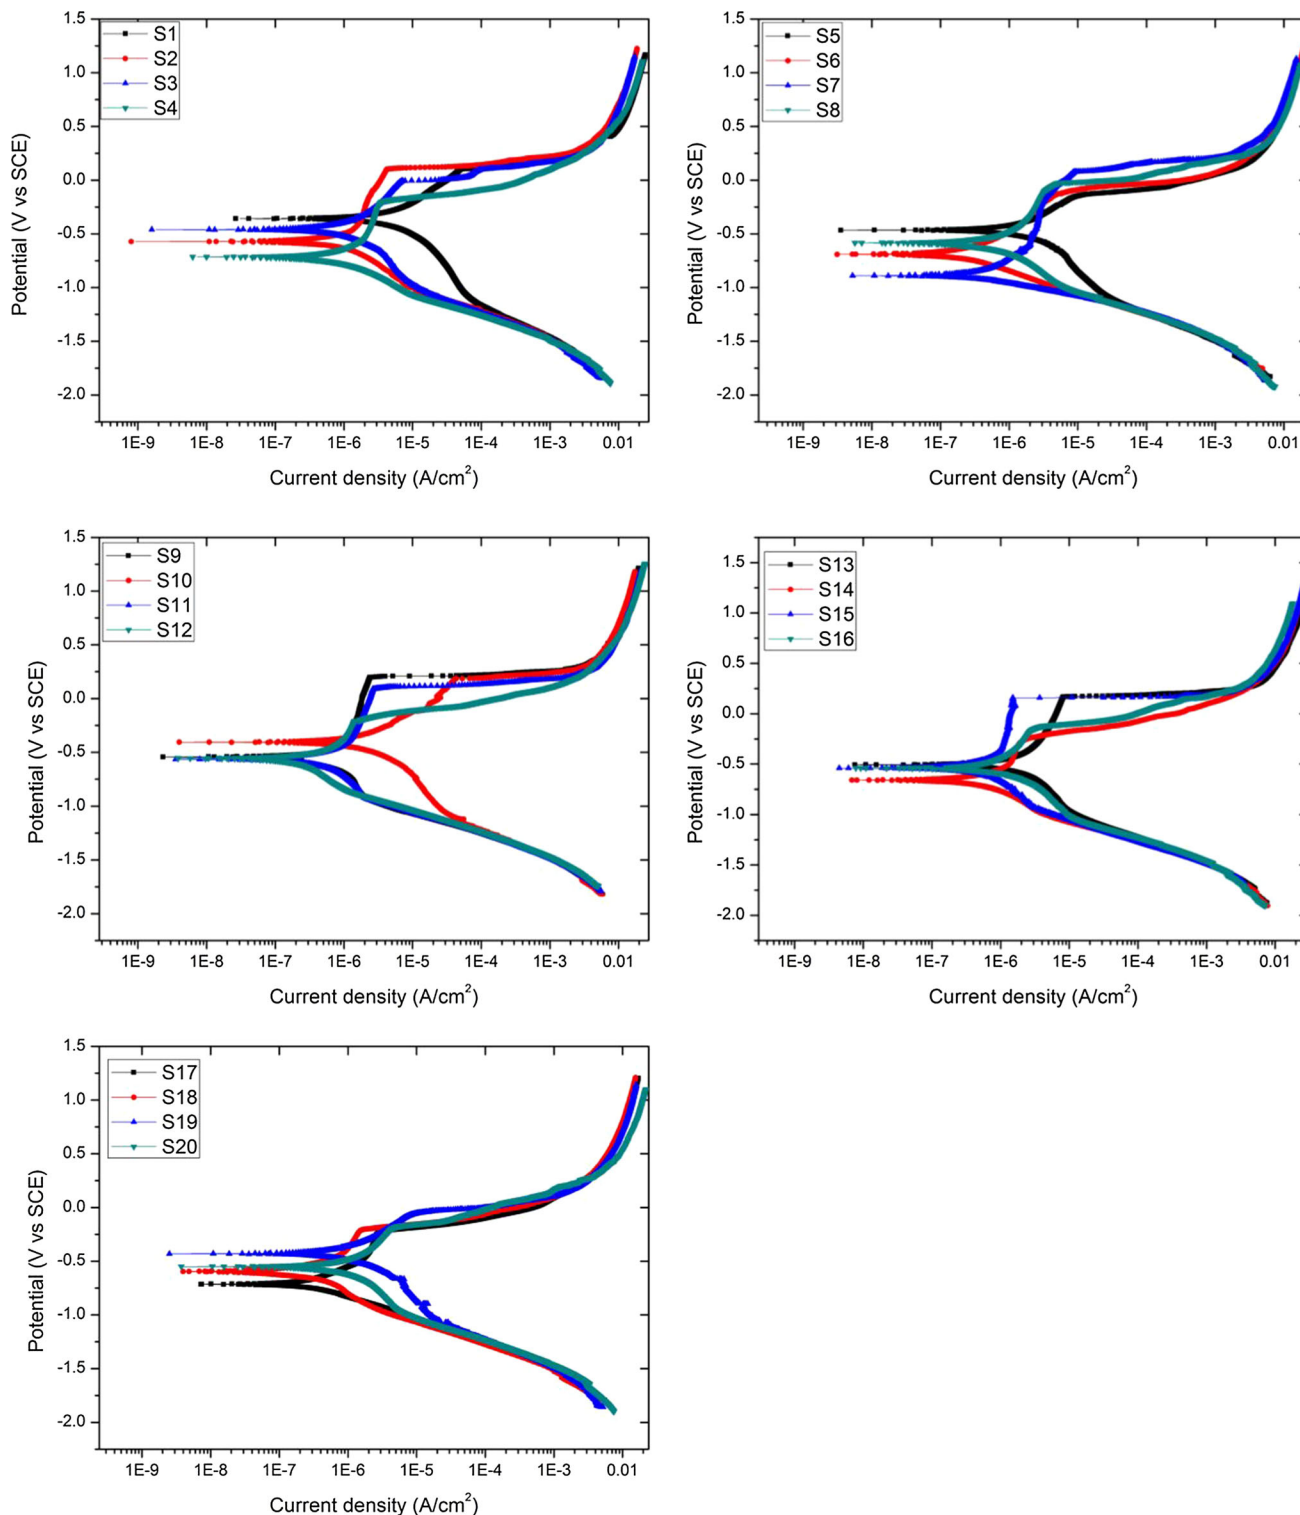 1.5
1.0
0.5
0.0
-0.5
-1.0
-1.5
-2.0
Potential (V vs SCE)
S1
S2
S3
S4
1E-9 1E-8 1E-7 1E-6 1E-5 1E-4 1E-3 0.01
Current density (A/cm²)
1.5
1.0
0.5
0.0
-0.5
-1.0
-1.5
-2.0
Potential (V vs SCE)
S5
S6
S7
S8
1E-9 1E-8 1E-7 1E-6 1E-5 1E-4 1E-3 0.01
Current density (A/cm²)
1.5
1.0
0.5
0.0
-0.5
-1.0
-1.5
-2.0
Potential (V vs SCE)
S9
S10
S11
S12
1E-9 1E-8 1E-7 1E-6 1E-5 1E-4 1E-3 0.01
Current density (A/cm²)
1.5
1.0
0.5
0.0
-0.5
-1.0
-1.5
-2.0
Potential (V vs SCE)
S13
S14
S15
S16
1E-9 1E-8 1E-7 1E-6 1E-5 1E-4 1E-3 0.01
Current density (A/cm²)
1.5
1.0
0.5
0.0
-0.5
-1.0
-1.5
-2.0
Potential (V vs SCE)
S17
S18
S19
S20
1E-9 1E-8 1E-7 1E-6 1E-5 1E-4 1E-3 0.01
Current density (A/cm²)